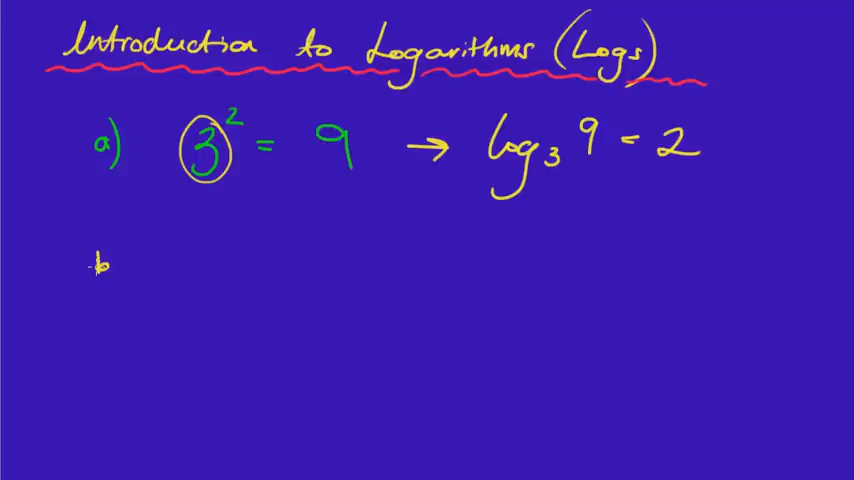 Introduction to Logarithms (Logs)
a) 3² = 9 → log₃ 9 = 2
b